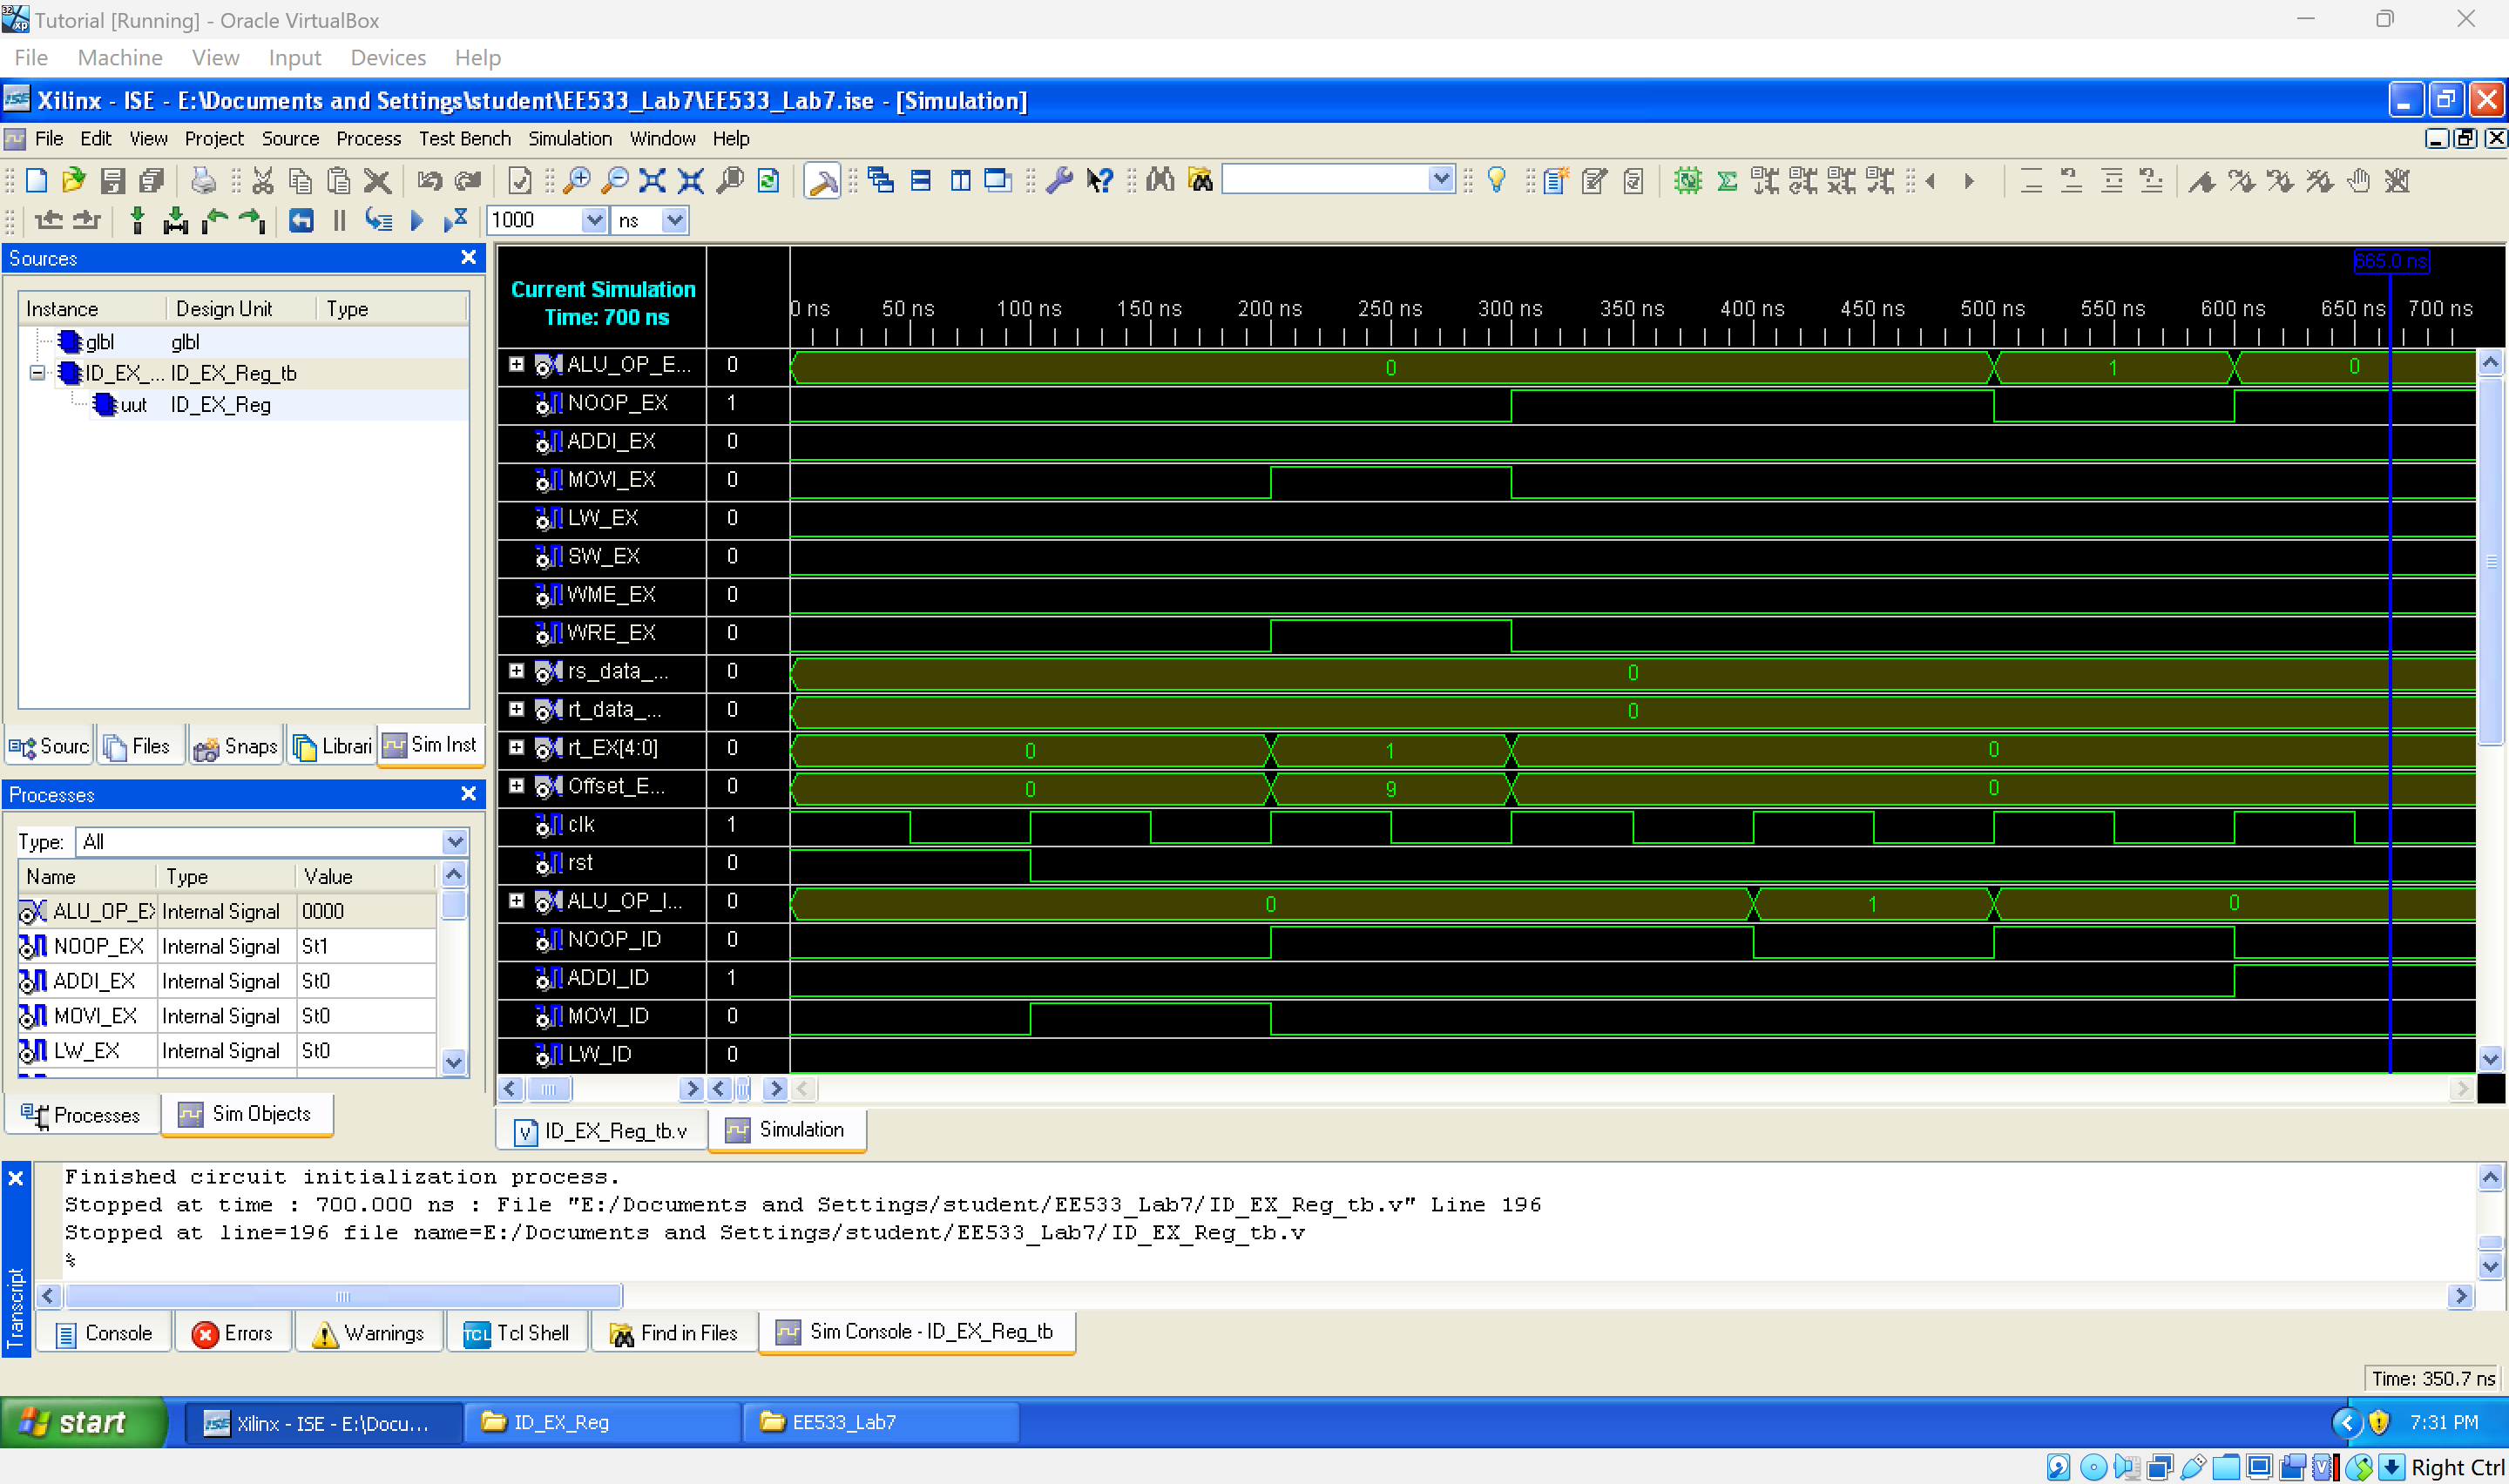 Tutorial [Running] - Oracle VirtualBox
File Machine View Input Devices Help
Xilinx - ISE - E:\Documents and Settings\student\EE533_Lab7\EE533_Lab7.ise - [Simulation]
File Edit View Project Source Process Test Bench Simulation Window Help
1000 ns
Sources
Instance Design Unit Type
glbl glbl
ID_EX_... ID_EX_Reg_tb
uut ID_EX_Reg
Sourc Files Snaps Librari Sim Inst
Processes
Type: All
Name Type Value
ALU_OP_EX Internal Signal 0000
NOOP_EX Internal Signal St1
ADDI_EX Internal Signal St0
MOVI_EX Internal Signal St0
LW_EX Internal Signal St0
Processes Sim Objects
665.0 ns
Current Simulation
Time: 700 ns
0 ns 50 ns 100 ns 150 ns 200 ns 250 ns 300 ns 350 ns 400 ns 450 ns 500 ns 550 ns 600 ns 650 ns 700 ns
ALU_OP_E... 0 0 1 0
NOOP_EX 1
ADDI_EX 0
MOVI_EX 0
LW_EX 0
SW_EX 0
WME_EX 0
WRE_EX 0
rs_data_... 0 0
rt_data_... 0 0
rt_EX[4:0] 0 0 1 0
Offset_E... 0 0 9 0
clk 1
rst 0
ALU_OP_I... 0 0 1 0
NOOP_ID 0
ADDI_ID 1
MOVI_ID 0
LW_ID 0
ID_EX_Reg_tb.v Simulation
Finished circuit initialization process.
Stopped at time : 700.000 ns : File "E:/Documents and Settings/student/EE533_Lab7/ID_EX_Reg_tb.v" Line 196
Stopped at line=196 file name=E:/Documents and Settings/student/EE533_Lab7/ID_EX_Reg_tb.v
%
Transcript
Console Errors Warnings Tcl Shell Find in Files Sim Console - ID_EX_Reg_tb
Time: 350.7 ns
start Xilinx - ISE - E:\Docu... ID_EX_Reg EE533_Lab7 7:31 PM
Right Ctrl